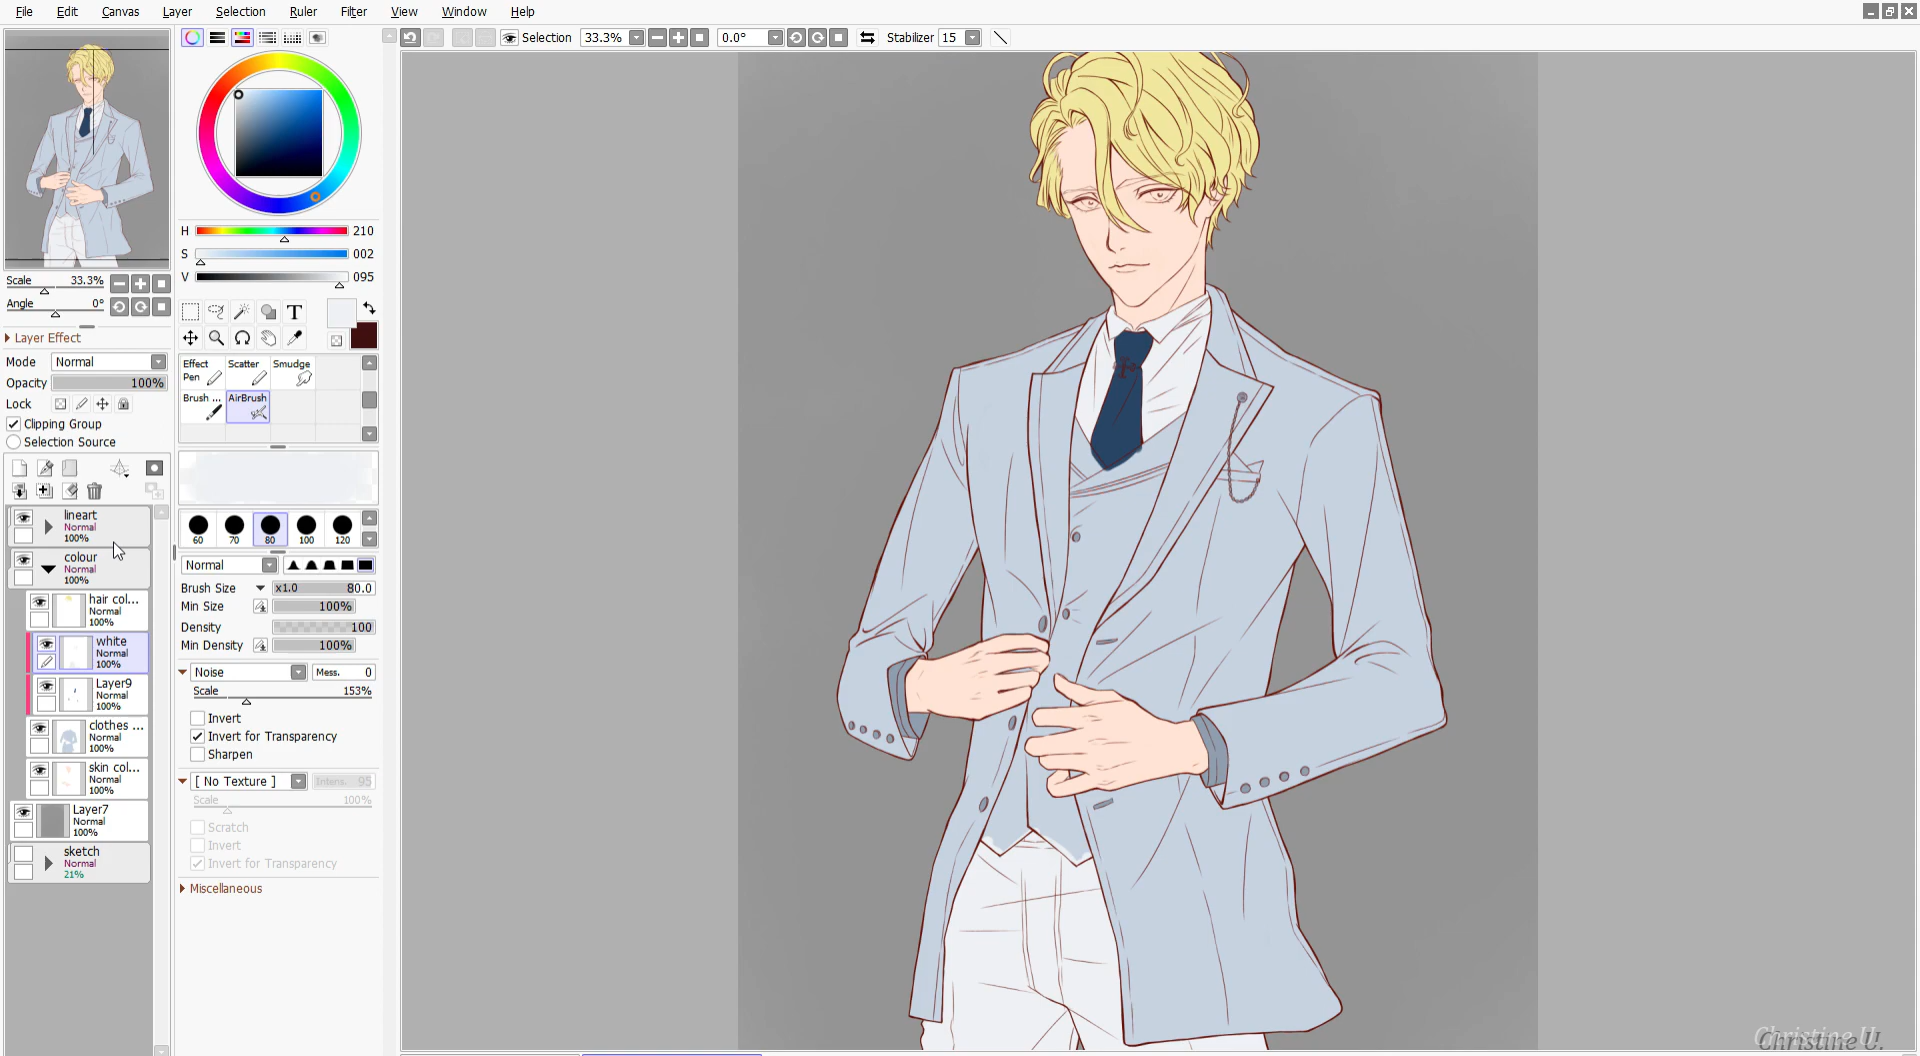 File Edit Canvas Layer Selection Ruler Filter View Window Help
Selection 33.3% 0.0° Stabilizer 15
Scale 33.3%
Angle 0°
Layer Effect
Mode Normal
Opacity 100%
Lock
Clipping Group
Selection Source
lineart
Normal
100%
colour
Normal
100%
hair col...
Normal
100%
white
Normal
100%
Layer9
Normal
100%
clothes ...
Normal
100%
skin col...
Normal
100%
Layer7
Normal
100%
sketch
Normal
21%
H 210
S 002
V 095
T
Effect Scatter Smudge
Pen
Brush ... AirBrush
60 70 80 100 120
Normal
Brush Size x1.0 80.0
Min Size 100%
Density 100
Min Density 100%
Noise Mess. 0
Scale 153%
Invert
Invert for Transparency
Sharpen
[ No Texture ] Intens. 95
Scale 100%
Scratch
Invert
Invert for Transparency
Miscellaneous
Christine U.
Christine U.